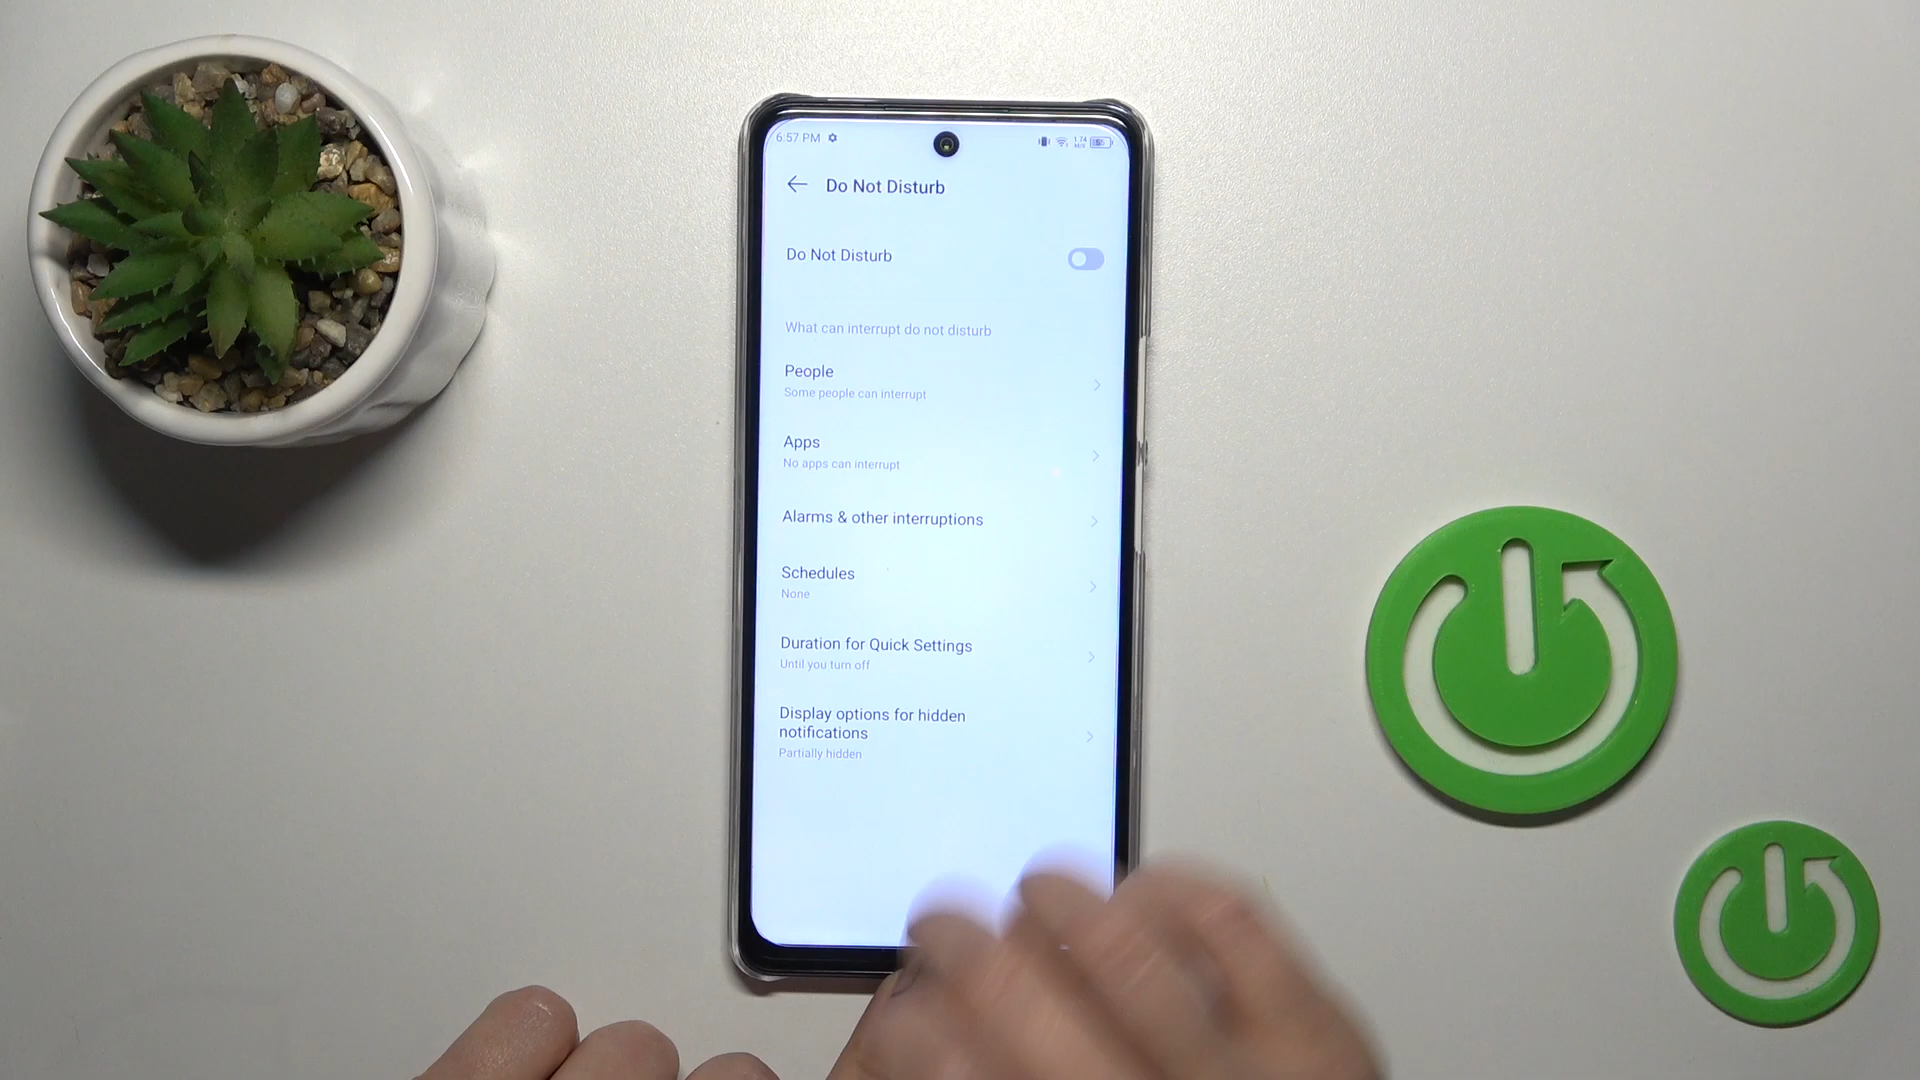 6:57 PM
1.74
Do Not Disturb
Do Not Disturb
What can interrupt do not disturb
People
Some people can interrupt
Apps
No apps can interrupt
Alarms & other interruptions
Schedules
None
Duration for Quick Settings
Until you turn off
Display options for hidden
notifications
Partially hidden